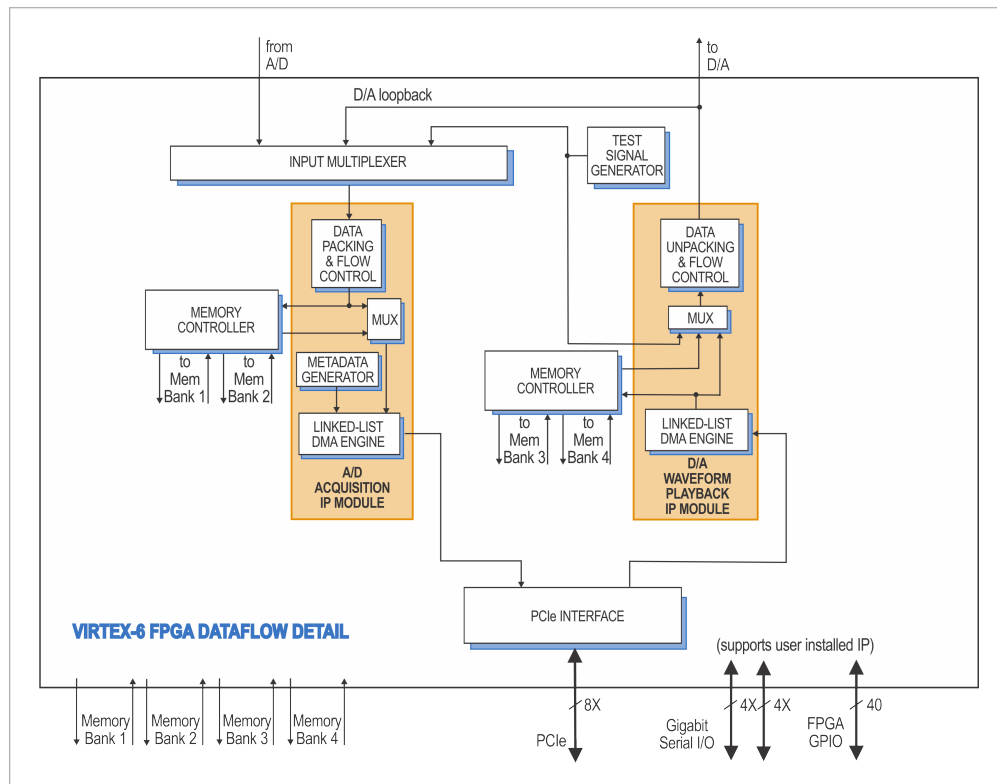 from
A/D
to
D/A
D/A loopback
INPUT MULTIPLEXER
TEST
SIGNAL
GENERATOR
DATA
PACKING
& FLOW
CONTROL
DATA
UNPACKING
& FLOW
CONTROL
MEMORY
CONTROLLER
MUX
MUX
to
Mem
Bank 1
to
Mem
Bank 2
METADATA
GENERATOR
MEMORY
CONTROLLER
LINKED-LIST
DMA ENGINE
to
Mem
Bank 3
to
Mem
Bank 4
LINKED-LIST
DMA ENGINE
A/D
ACQUISITION
IP MODULE
D/A
WAVEFORM
PLAYBACK
IP MODULE
PCIe INTERFACE
VIRTEX-6 FPGA DATAFLOW DETAIL
(supports user installed IP)
Memory
Bank 1
Memory
Bank 2
Memory
Bank 3
Memory
Bank 4
8X
PCIe
4X
4X
Gigabit
Serial I/O
40
FPGA
GPIO